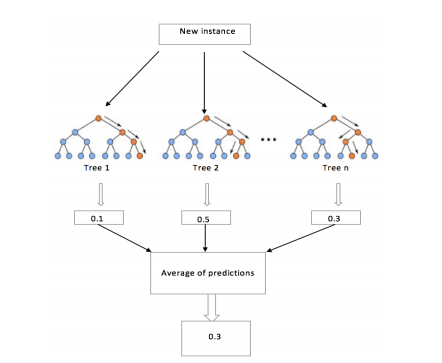 New instance
Tree 1
Tree 2
...
Tree n
0.1
0.5
0.3
Average of predictions
0.3